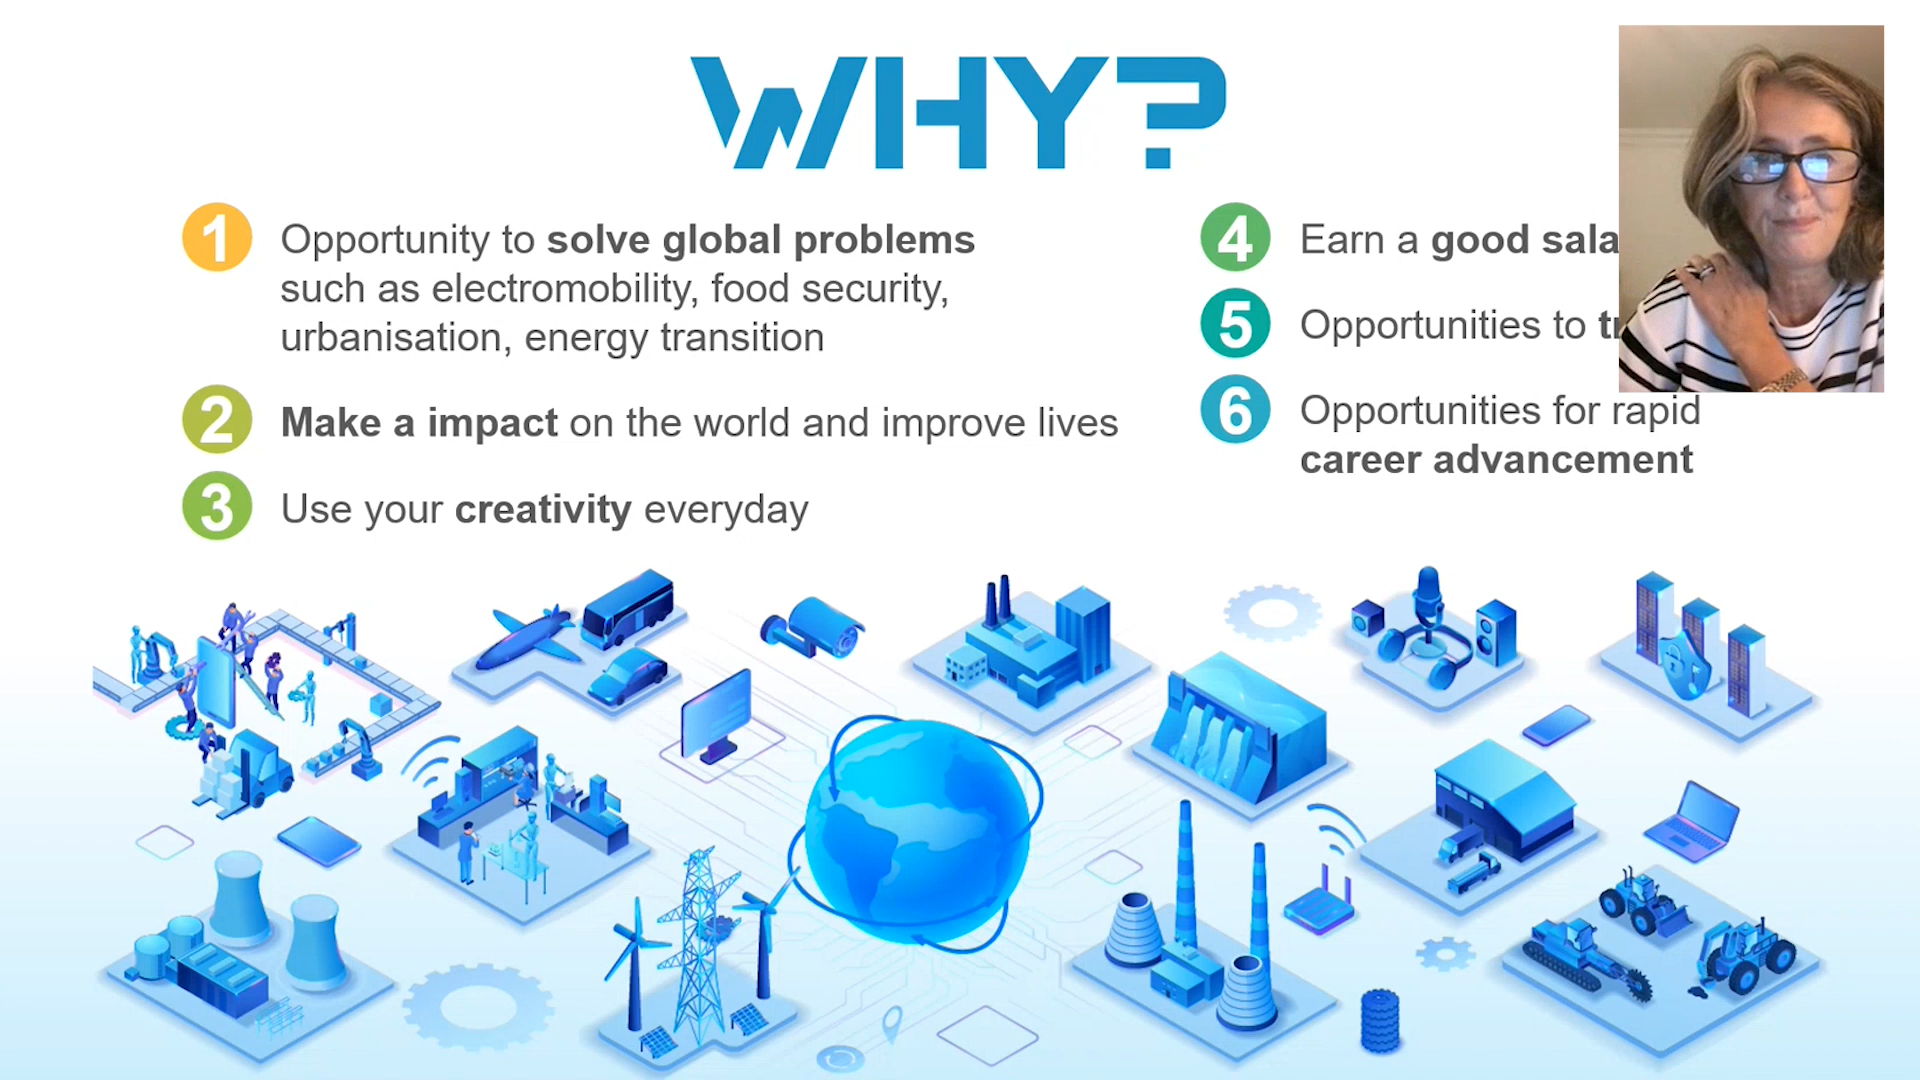 WHY?
1 Opportunity to solve global problems
such as electromobility, food security,
urbanisation, energy transition
2 Make a impact on the world and improve lives
3 Use your creativity everyday
4 Earn a good
5 Opportunities to
6 Opportunities for rapid
career advancement